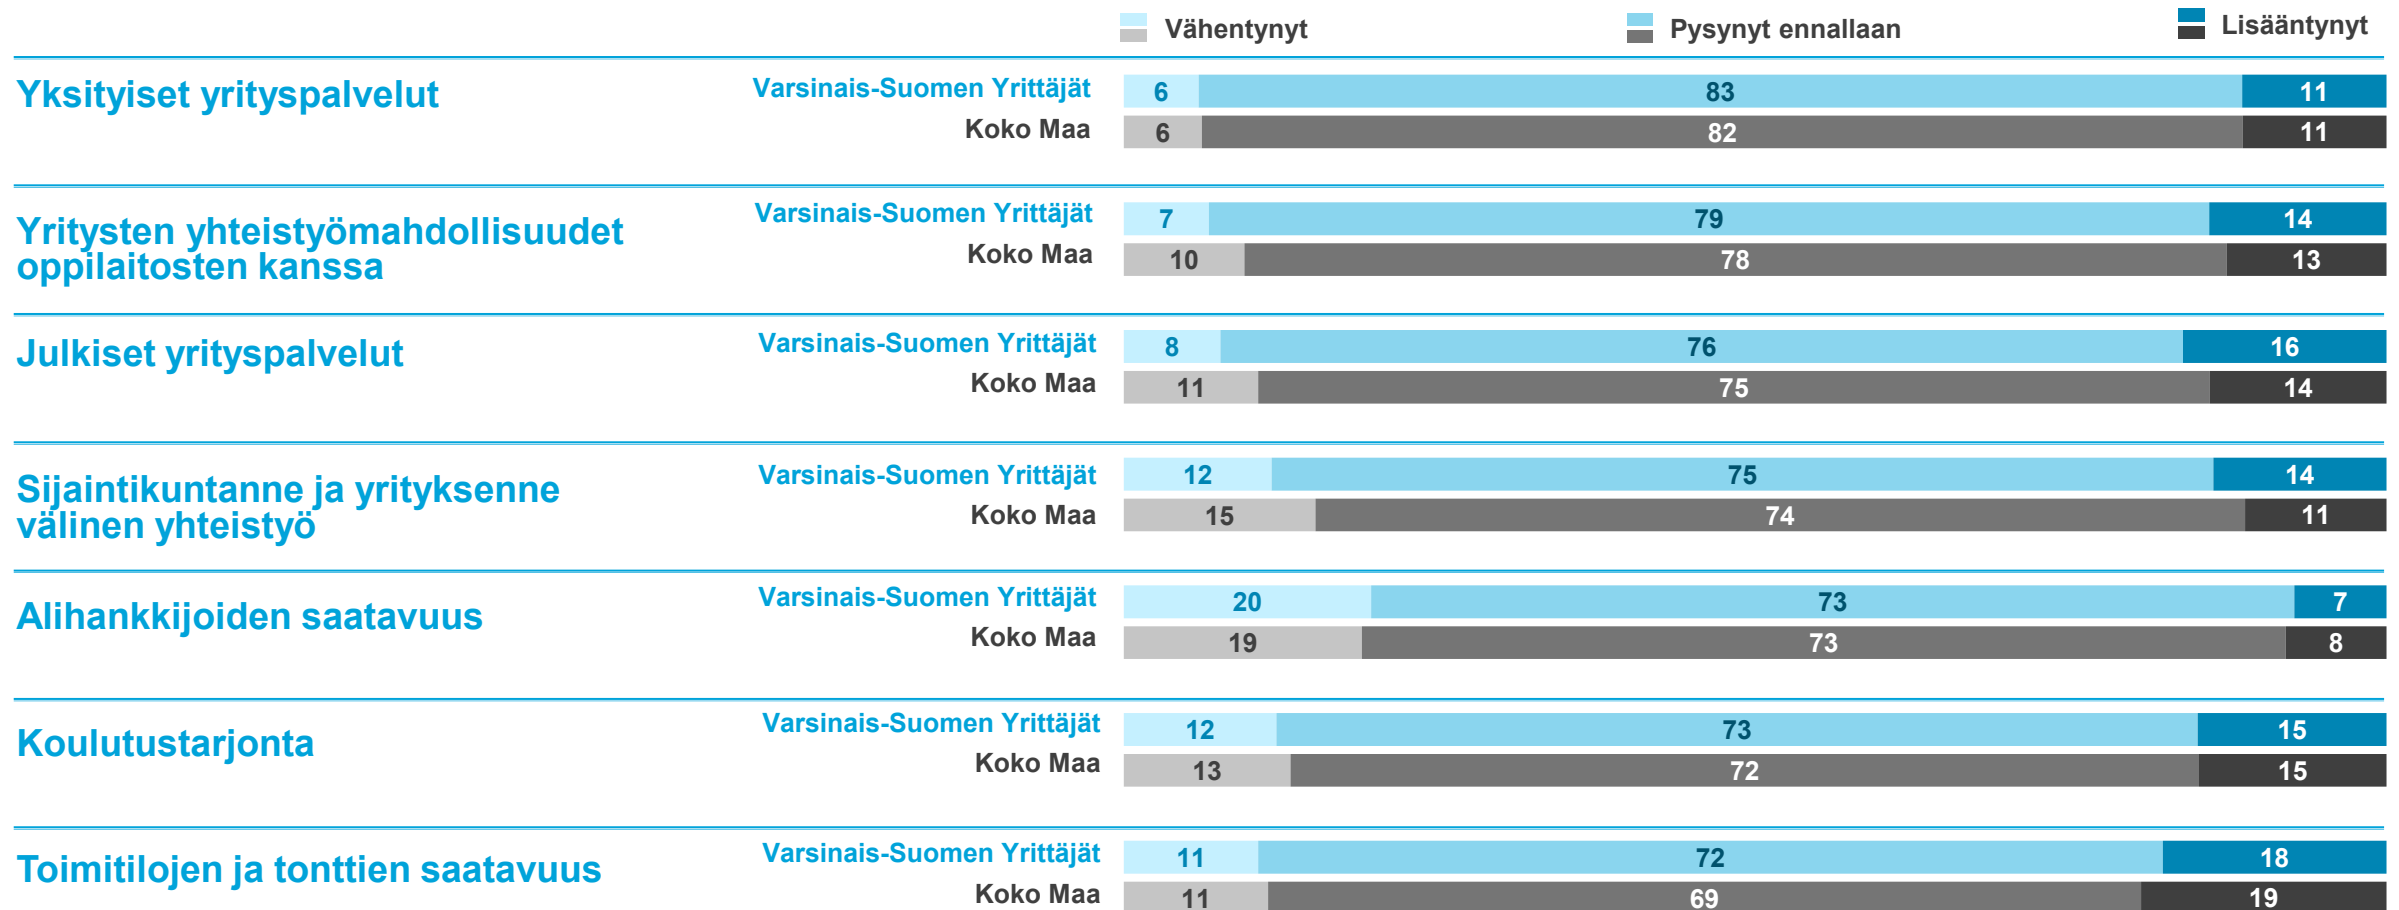 Vähentynyt Pysynyt ennallaan Lisääntynyt
Yksityiset yrityspalvelut
Varsinais-Suomen Yrittäjät 6 83 11
Koko Maa 6 82 11
Yritysten yhteistyömahdollisuudet
oppilaitosten kanssa
Varsinais-Suomen Yrittäjät 7 79 14
Koko Maa 10 78 13
Julkiset yrityspalvelut
Varsinais-Suomen Yrittäjät 8 76 16
Koko Maa 11 75 14
Sijaintikuntanne ja yrityksenne
välinen yhteistyö
Varsinais-Suomen Yrittäjät 12 75 14
Koko Maa 15 74 11
Alihankkijoiden saatavuus
Varsinais-Suomen Yrittäjät 20 73 7
Koko Maa 19 73 8
Koulutustarjonta
Varsinais-Suomen Yrittäjät 12 73 15
Koko Maa 13 72 15
Toimitilojen ja tonttien saatavuus
Varsinais-Suomen Yrittäjät 11 72 18
Koko Maa 11 69 19